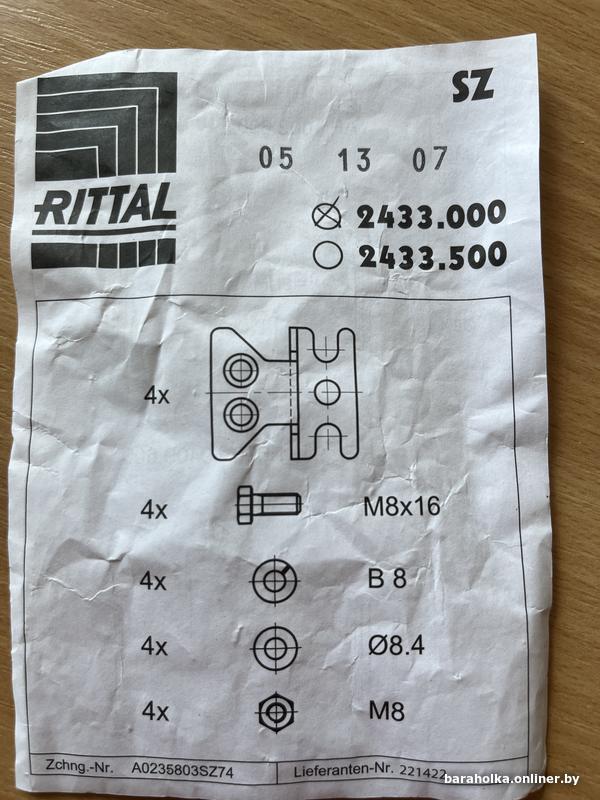 SZ
05 13 07
RITTAL
2433.000
2433.500
4x
4x M8x16
4x B 8
4x Ø8.4
4x M8
Zchng.-Nr. A0235803SZ74 Lieferanten-Nr. 221422
baraholka.onliner.by